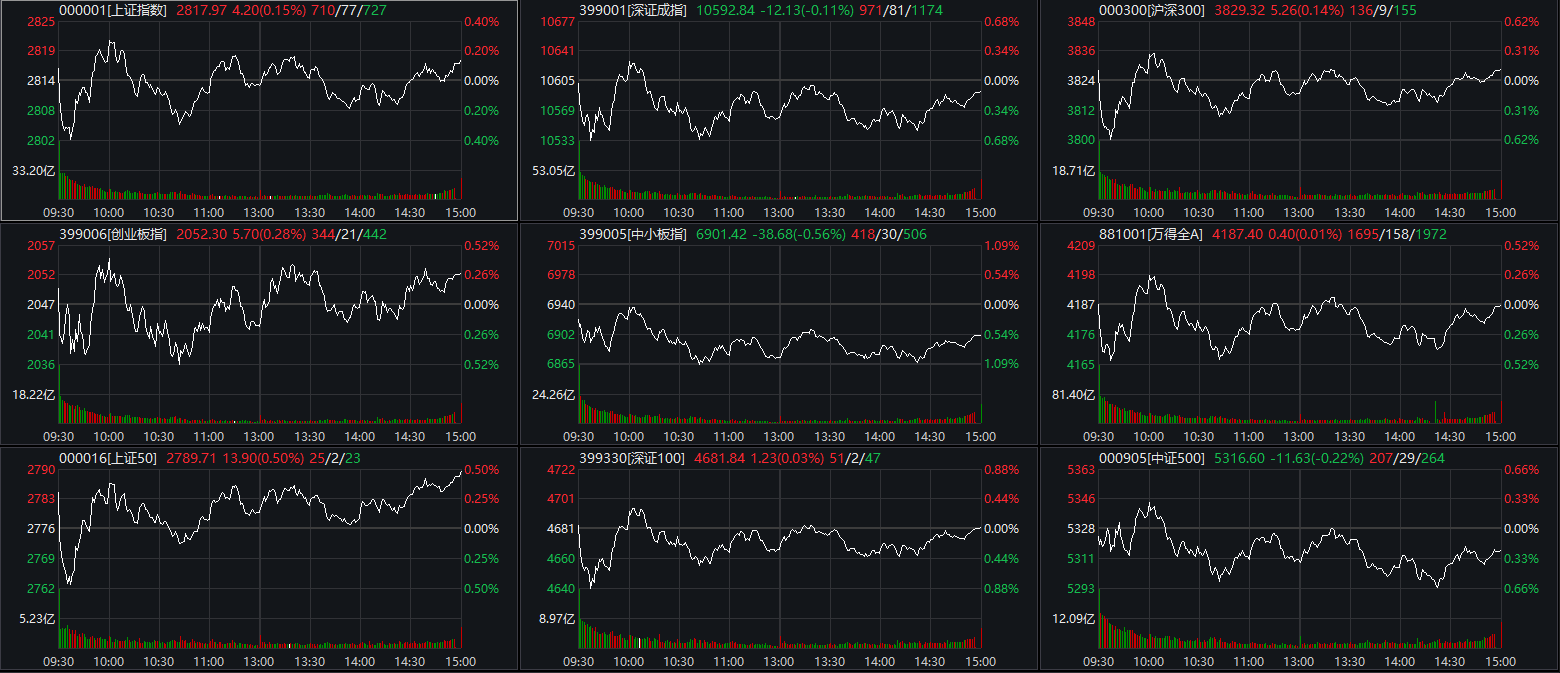 000001[上证指数] 2817.97 4.20(0.15%) 710/77/727
2825 0.40%
2819 0.20%
2814 0.00%
2808 0.20%
2802 0.40%
33.20亿
09:30 10:00 10:30 11:00 13:00 13:30 14:00 14:30 15:00
399001[深证成指] 10592.84 -12.13(-0.11%) 971/81/1174
10677 0.68%
10641 0.34%
10605 0.00%
10569 0.34%
10533 0.68%
53.05亿
09:30 10:00 10:30 11:00 13:00 13:30 14:00 14:30 15:00
000300[沪深300] 3829.32 5.26(0.14%) 136/9/155
3848 0.62%
3836 0.31%
3824 0.00%
3812 0.31%
3800 0.62%
18.71亿
09:30 10:00 10:30 11:00 13:00 13:30 14:00 14:30 15:00
399006[创业板指] 2052.30 5.70(0.28%) 344/21/442
2057 0.52%
2052 0.26%
2047 0.00%
2041 0.26%
2036 0.52%
18.22亿
09:30 10:00 10:30 11:00 13:00 13:30 14:00 14:30 15:00
399005[中小板指] 6901.42 -38.68(-0.56%) 418/30/506
7015 1.09%
6978 0.54%
6940 0.00%
6902 0.54%
6865 1.09%
24.26亿
09:30 10:00 10:30 11:00 13:00 13:30 14:00 14:30 15:00
881001[万得全A] 4187.40 0.40(0.01%) 1695/158/1972
4209 0.52%
4198 0.26%
4187 0.00%
4176 0.26%
4165 0.52%
81.40亿
09:30 10:00 10:30 11:00 13:00 13:30 14:00 14:30 15:00
000016[上证50] 2789.71 13.90(0.50%) 25/2/23
2790 0.50%
2783 0.25%
2776 0.00%
2769 0.25%
2762 0.50%
5.23亿
09:30 10:00 10:30 11:00 13:00 13:30 14:00 14:30 15:00
399330[深证100] 4681.84 1.23(0.03%) 51/2/47
4722 0.88%
4701 0.44%
4681 0.00%
4660 0.44%
4640 0.88%
8.97亿
09:30 10:00 10:30 11:00 13:00 13:30 14:00 14:30 15:00
000905[中证500] 5316.60 -11.63(-0.22%) 207/29/264
5363 0.66%
5346 0.33%
5328 0.00%
5311 0.33%
5293 0.66%
12.09亿
09:30 10:00 10:30 11:00 13:00 13:30 14:00 14:30 15:00